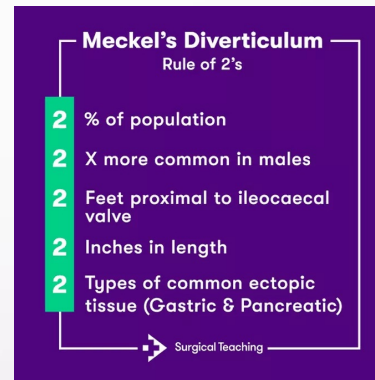 Meckel's Diverticulum
Rule of 2's
2 % of population
2 X more common in males
2 Feet proximal to ileocaecal
valve
2 Inches in length
2 Types of common ectopic
tissue (Gastric & Pancreatic)
Surgical Teaching